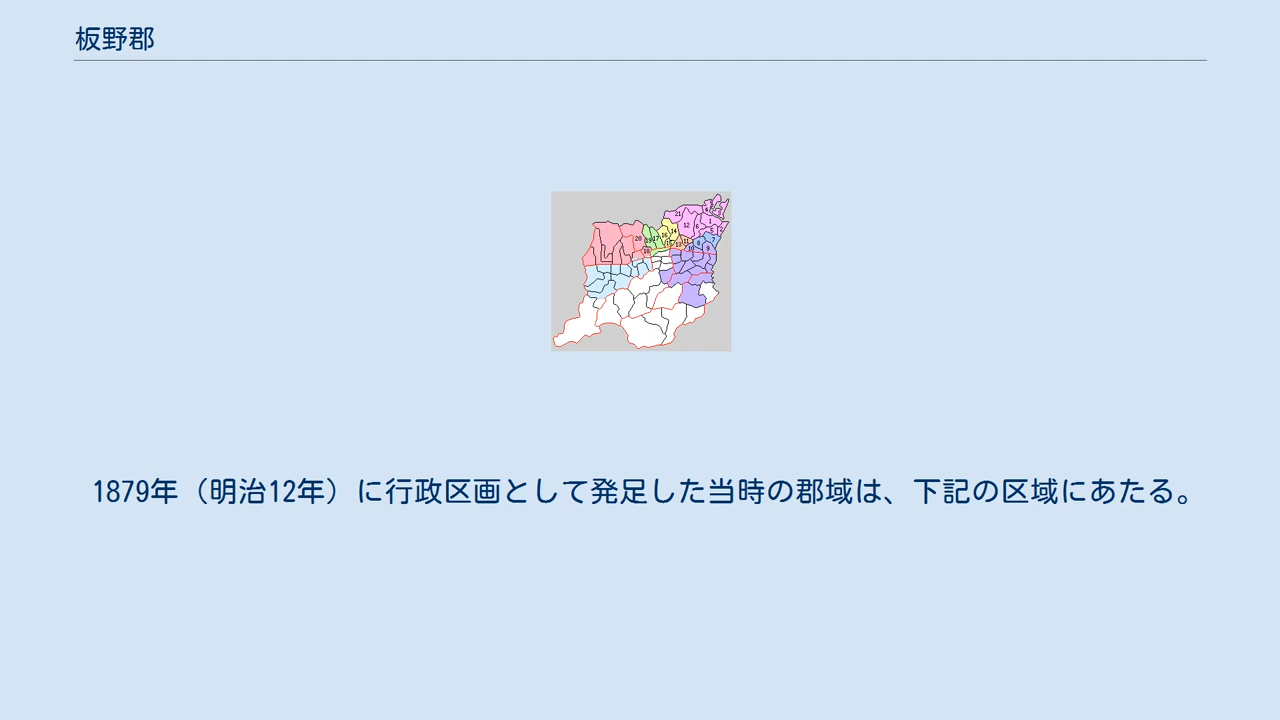 板野郡
1879年（明治12年）に行政区画として発足した当時の郡域は、下記の区域にあたる。